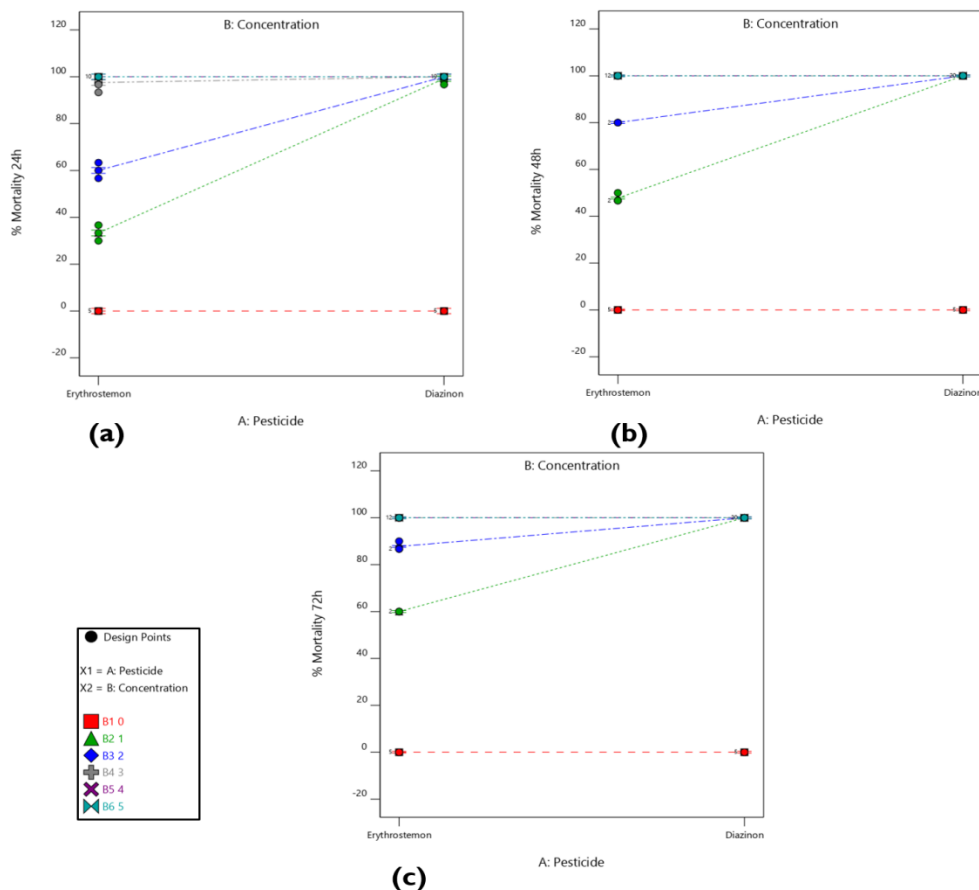 B: Concentration
120
100
80
60
40
20
0
-20
% Mortality 24h
Erythrostemon
Diazinon
A: Pesticide
(a)
B: Concentration
120
100
80
60
40
20
0
-20
% Mortality 48h
Erythrostemon
Diazinon
A: Pesticide
(b)
B: Concentration
120
100
80
60
40
20
0
-20
% Mortality 72h
Erythrostemon
Diazinon
A: Pesticide
(c)
Design Points
X1 = A: Pesticide
X2 = B: Concentration
B1 0
B2 1
B3 2
B4 3
B5 4
B6 5